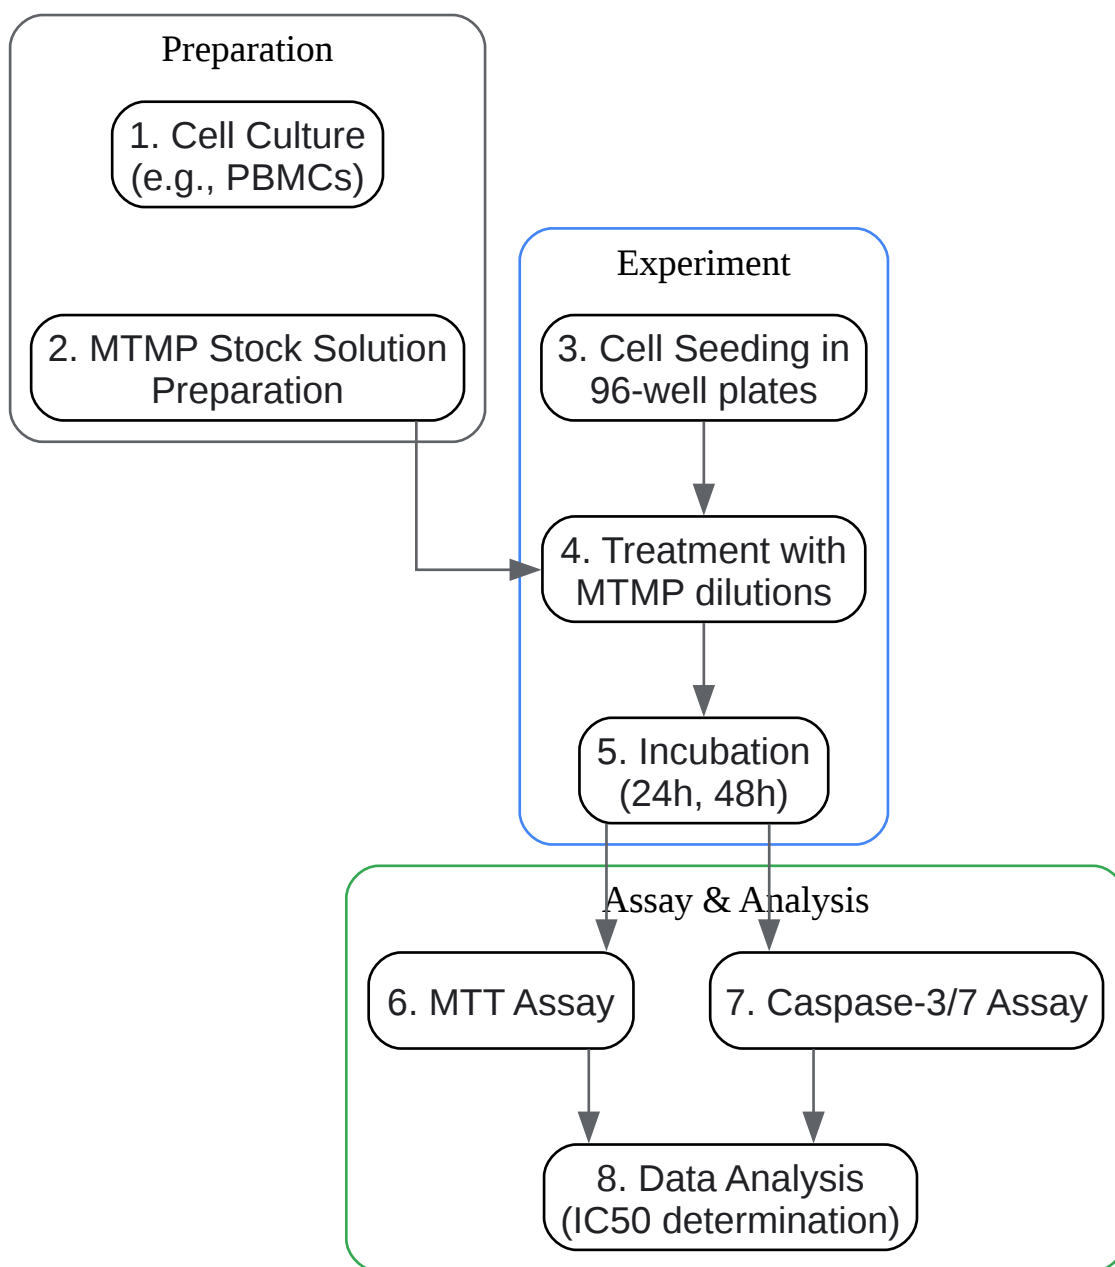 Preparation
1. Cell Culture
(e.g., PBMCs)
2. MTMP Stock Solution
Preparation
Experiment
3. Cell Seeding in
96-well plates
4. Treatment with
MTMP dilutions
5. Incubation
(24h, 48h)
Assay & Analysis
6. MTT Assay
7. Caspase-3/7 Assay
8. Data Analysis
(IC50 determination)